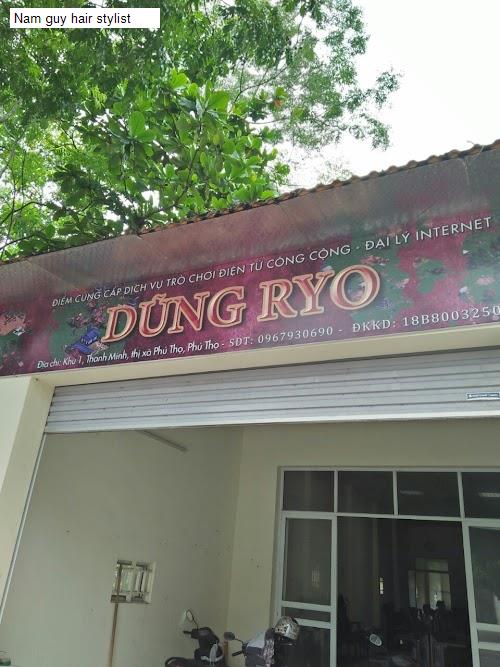 Nam guy hair stylist
ĐIỂM CUNG CẤP DỊCH VỤ TRÒ CHƠI ĐIỆN TỬ CÔNG CỘNG - ĐẠI LÝ INTERNET
DŨNG RYO
Địa chỉ: Khu 1, Thanh Minh, thị xã Phú Thọ, Phú Thọ - SĐT: 0967930690 - ĐKKD: 18B8003250